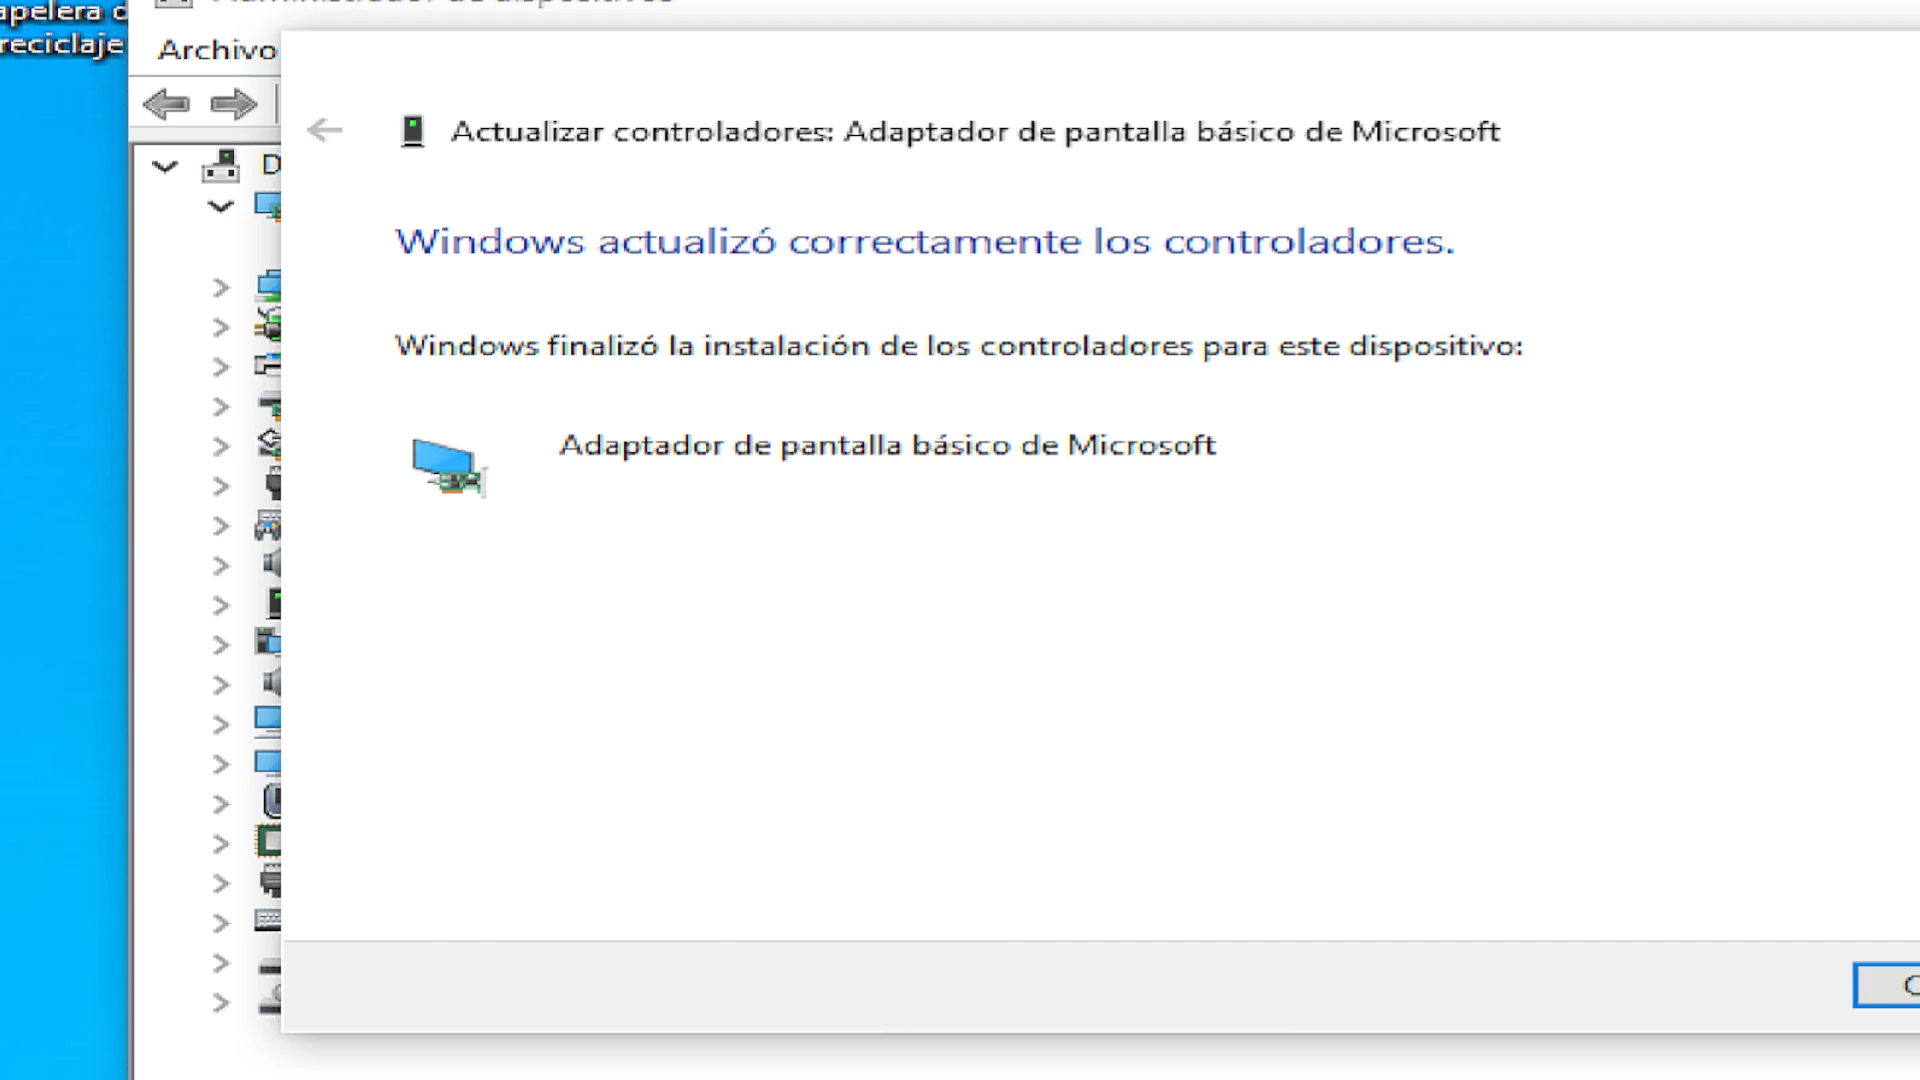 reciclaje
Archivo
Actualizar controladores: Adaptador de pantalla básico de Microsoft
Windows actualizó correctamente los controladores.
Windows finalizó la instalación de los controladores para este dispositivo:
Adaptador de pantalla básico de Microsoft